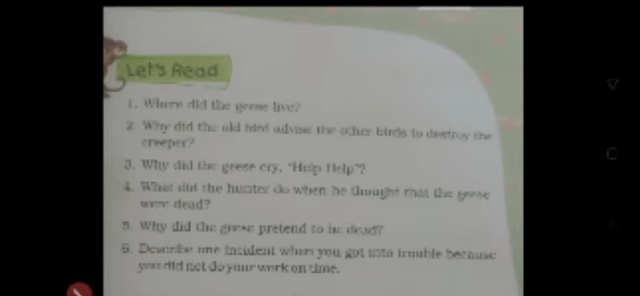 Let's Read
1. Where did the geese live?
2. Why did the old bird advise the other birds to destroy the
creeper?
3. Why did the geese cry, "Help Help"?
4. What did the hunter do when he thought that the geese
were dead?
5. Why did the geese pretend to be dead?
6. Describe one incident when you got into trouble because
you did not do your work on time.